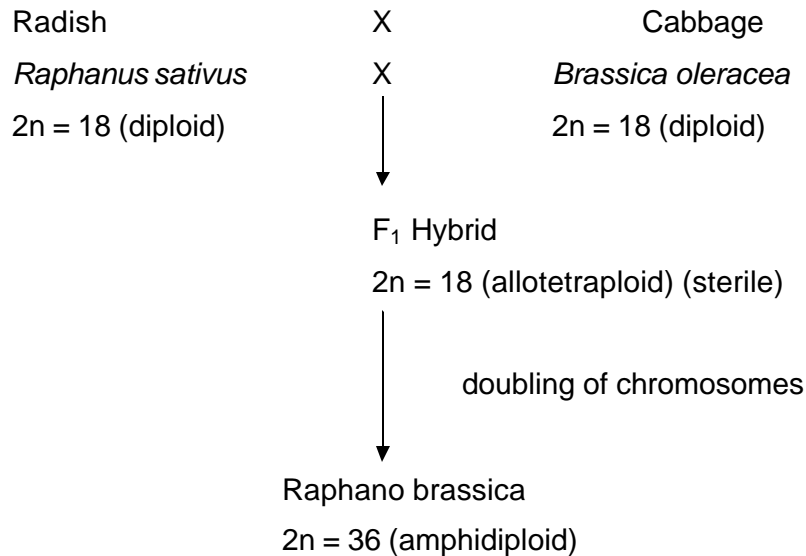 Radish X Cabbage
Raphanus sativus X Brassica oleracea
2n = 18 (diploid) 2n = 18 (diploid)
F₁ Hybrid
2n = 18 (allotetraploid) (sterile)
doubling of chromosomes
Raphano brassica
2n = 36 (amphidiploid)